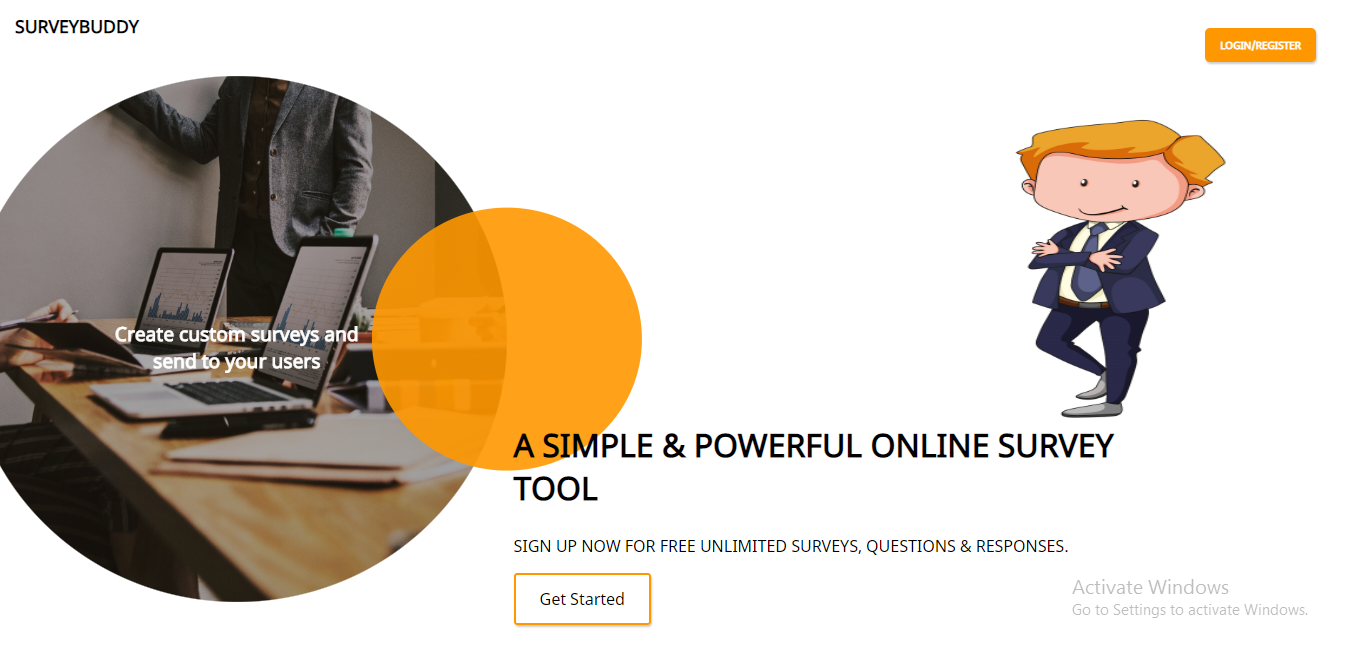 SURVEYBUDDY
LOGIN/REGISTER
Create custom surveys and
send to your users
A SIMPLE & POWERFUL ONLINE SURVEY
TOOL
SIGN UP NOW FOR FREE UNLIMITED SURVEYS, QUESTIONS & RESPONSES.
Get Started
Activate Windows
Go to Settings to activate Windows.